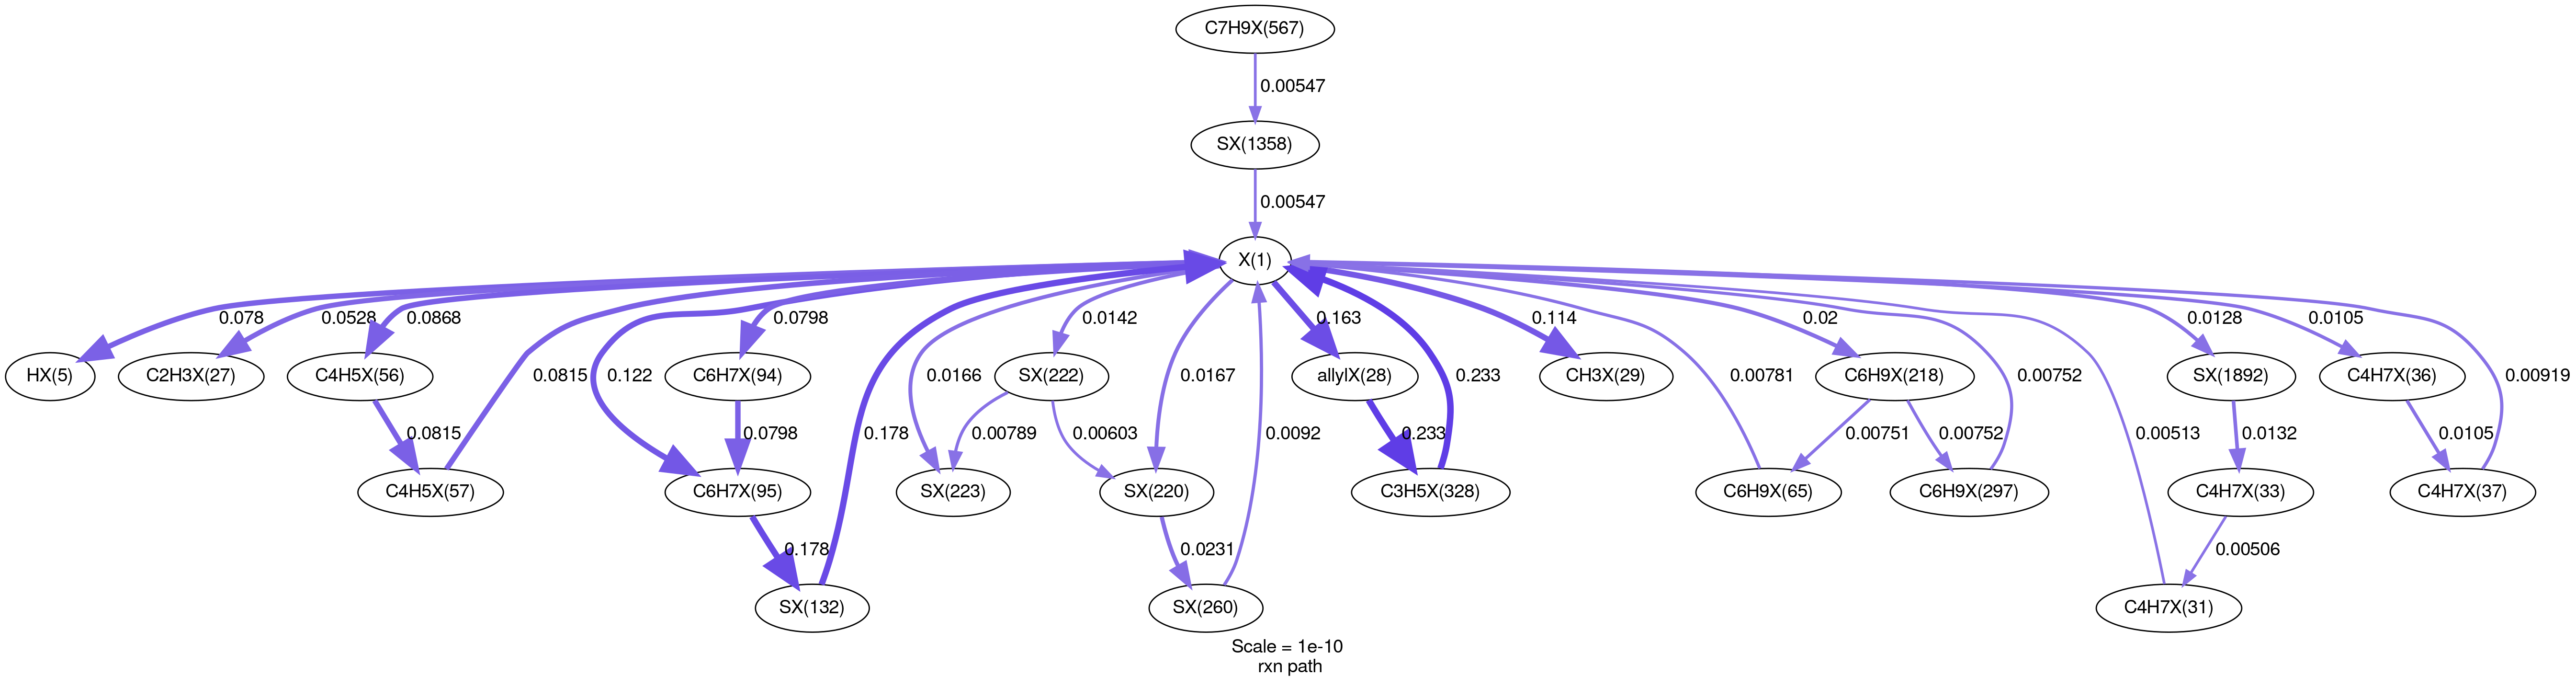 C7H9X(567)
0.00547
SX(1358)
0.00547
X(1)
0.078
0.0528
0.0868
0.0798
0.0142
0.163
0.114
0.02
0.0128
0.0105
HX(5)
C2H3X(27)
C4H5X(56)
0.0815
0.122
C6H7X(94)
0.0166
SX(222)
0.0167
allylX(28)
0.233
CH3X(29)
0.00781
C6H9X(218)
0.00752
SX(1892)
C4H7X(36)
0.00919
0.0815
0.0798
0.178
0.00789
0.00603
0.0092
0.233
0.00751
0.00752
0.00513
0.0132
0.0105
C4H5X(57)
C6H7X(95)
SX(223)
SX(220)
C3H5X(328)
C6H9X(65)
C6H9X(297)
C4H7X(33)
C4H7X(37)
0.178
0.0231
0.00506
SX(132)
SX(260)
C4H7X(31)
Scale = 1e-10
rxn path